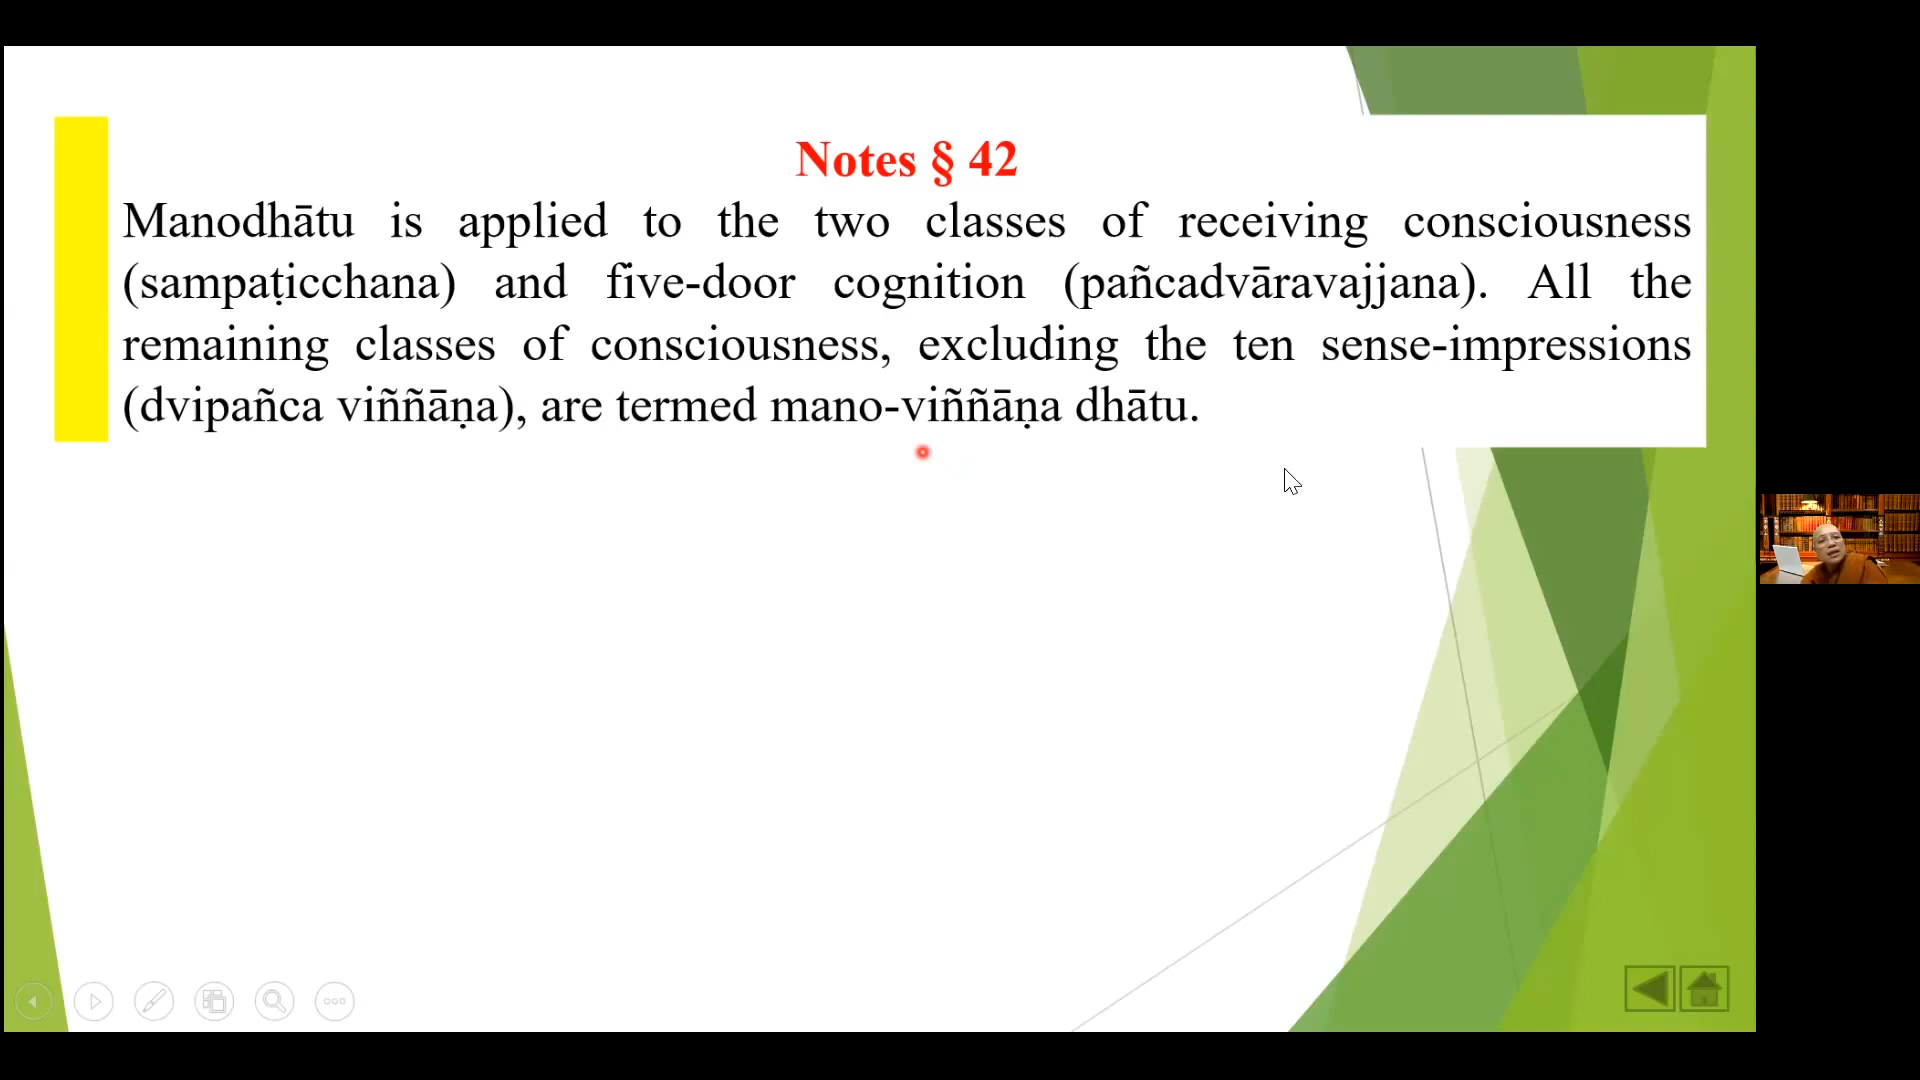 Notes § 42
Manodhātu is applied to the two classes of receiving consciousness
(sampaṭicchana) and five-door cognition (pañcadvāravajjana). All the
remaining classes of consciousness, excluding the ten sense-impressions
(dvipañca viññāṇa), are termed mano-viññāṇa dhātu.